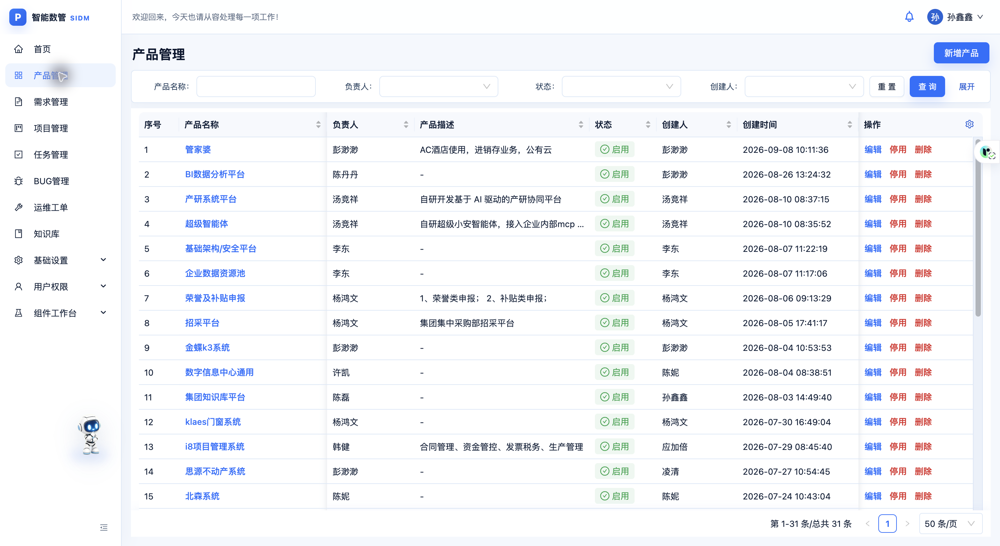 P 智能数管 SIDM
欢迎回来，今天也请从容处理每一项工作！
孙 孙鑫鑫
首页
产品管理
需求管理
项目管理
任务管理
BUG管理
运维工单
知识库
基础设置
用户权限
组件工作台
产品管理
新增产品
产品名称： 负责人： 状态： 创建人： 重置 查询 展开
序号 产品名称 负责人 产品描述 状态 创建人 创建时间 操作
1 管家婆 彭渺渺 AC酒店使用，进销存业务，公有云 启用 彭渺渺 2026-09-08 10:11:36 编辑 停用 删除
2 BI数据分析平台 陈丹丹 - 启用 彭渺渺 2026-08-26 13:24:32 编辑 停用 删除
3 产研系统平台 汤竞祥 自研开发基于 AI 驱动的产研协同平台 启用 汤竞祥 2026-08-10 08:37:15 编辑 停用 删除
4 超级智能体 汤竞祥 自研超级小安智能体，接入企业内部mcp ... 启用 汤竞祥 2026-08-10 08:35:52 编辑 停用 删除
5 基础架构/安全平台 李东 - 启用 李东 2026-08-07 11:22:19 编辑 停用 删除
6 企业数据资源池 李东 - 启用 李东 2026-08-07 11:17:06 编辑 停用 删除
7 荣誉及补贴申报 杨鸿文 1、荣誉类申报； 2、补贴类申报； 启用 杨鸿文 2026-08-06 09:13:29 编辑 停用 删除
8 招采平台 杨鸿文 集团集中采购部招采平台 启用 杨鸿文 2026-08-05 17:41:17 编辑 停用 删除
9 金蝶k3系统 彭渺渺 - 启用 彭渺渺 2026-08-04 10:53:53 编辑 停用 删除
10 数字信息中心通用 许凯 - 启用 陈妮 2026-08-04 08:38:51 编辑 停用 删除
11 集团知识库平台 陈磊 - 启用 孙鑫鑫 2026-08-03 14:49:40 编辑 停用 删除
12 klaes门窗系统 杨鸿文 - 启用 杨鸿文 2026-07-30 16:49:04 编辑 停用 删除
13 i8项目管理系统 韩健 合同管理、资金管控、发票税务、生产管理 启用 应加倍 2026-07-29 08:45:40 编辑 停用 删除
14 思源不动产系统 彭渺渺 - 启用 凌清 2026-07-27 10:54:45 编辑 停用 删除
15 北森系统 陈妮 - 启用 陈妮 2026-07-24 10:43:04 编辑 停用 删除
第 1-31 条/总共 31 条 1 50 条/页